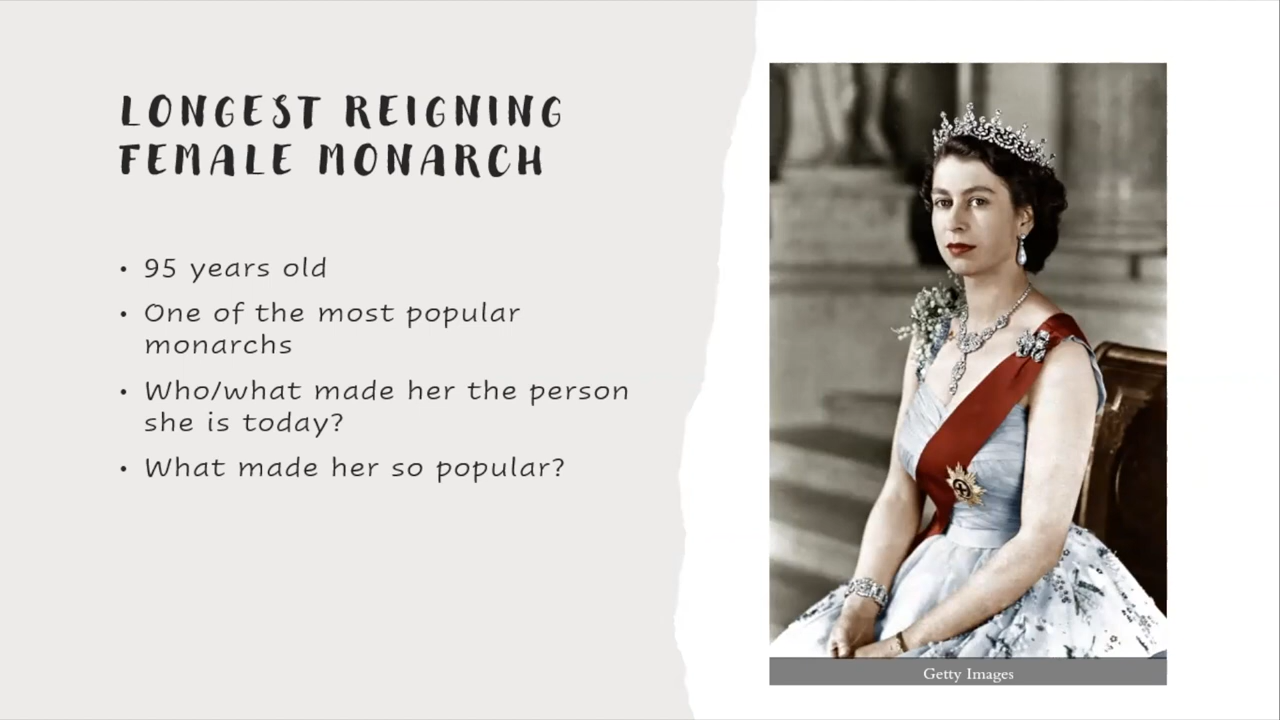 LONGEST REIGNING
FEMALE MONARCH
• 95 years old
• One of the most popular
monarchs
• Who/what made her the person
she is today?
• What made her so popular?
Getty Images